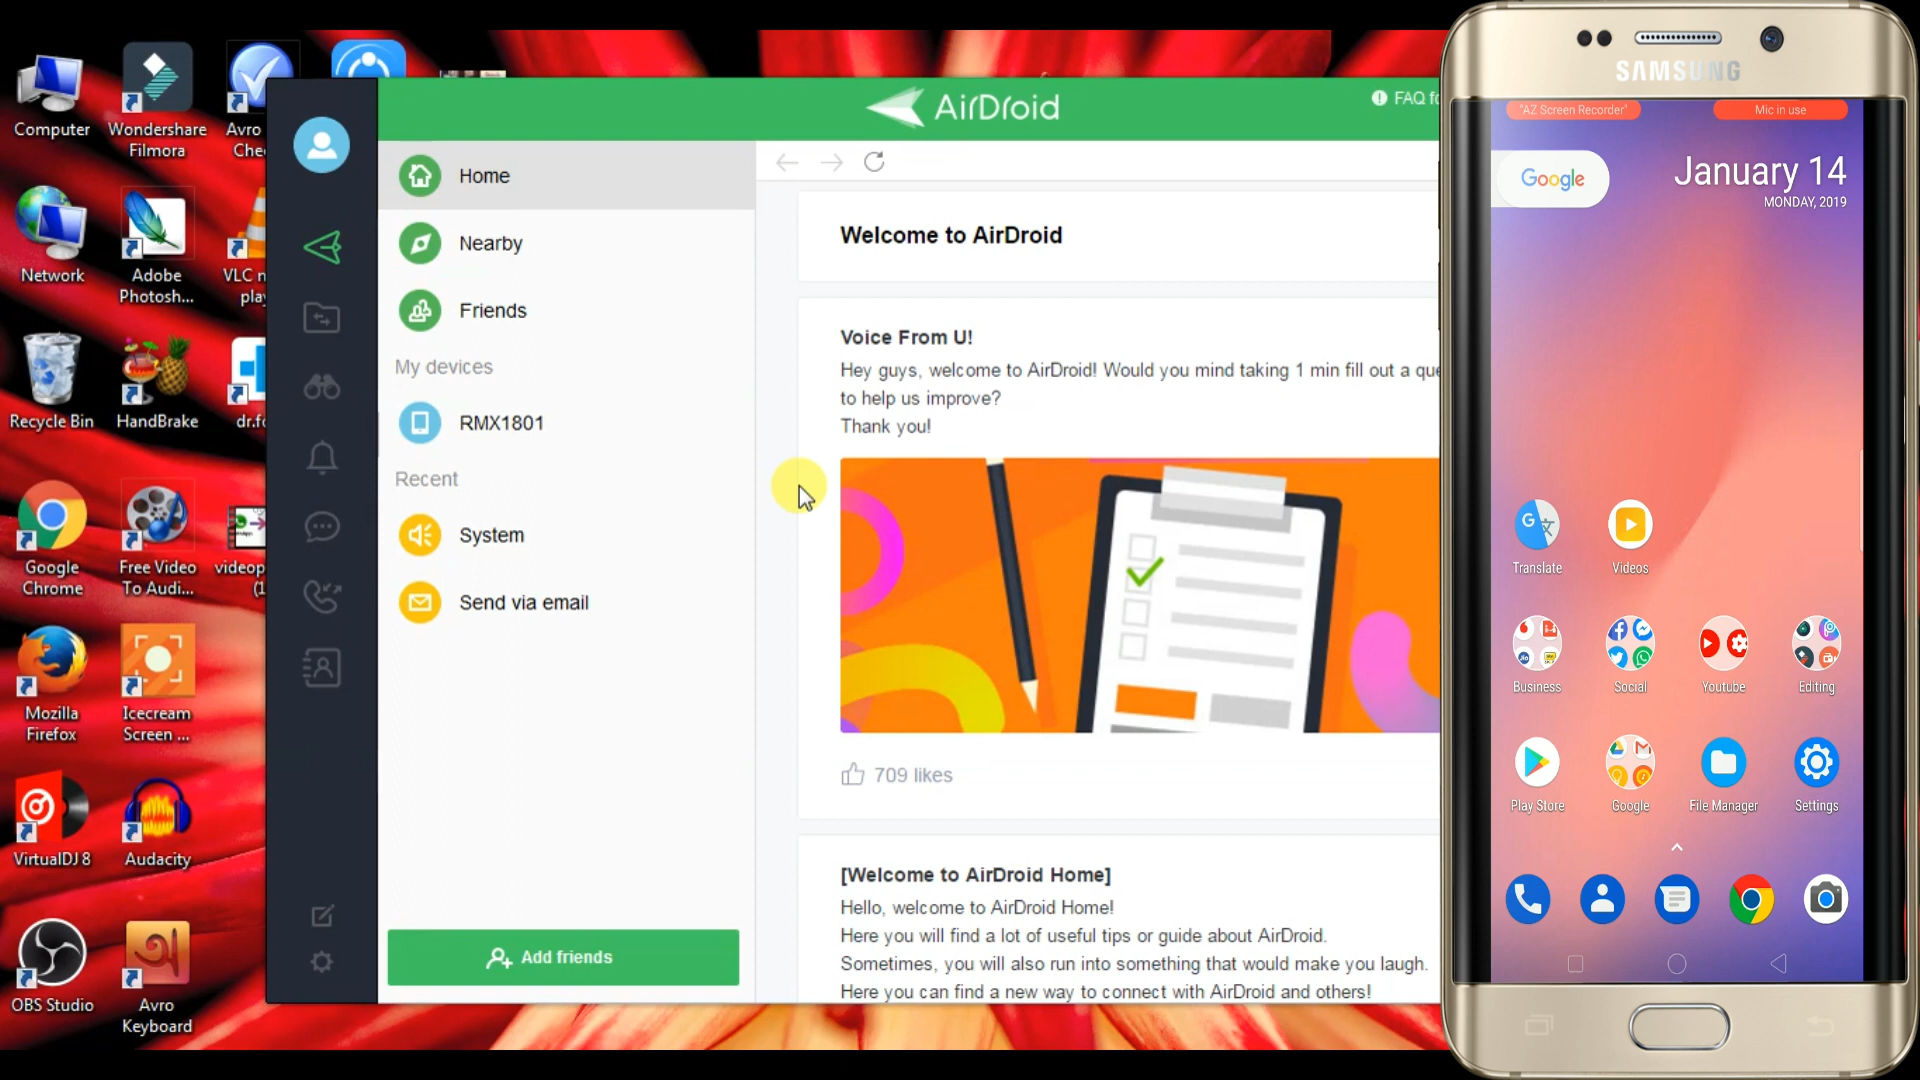 Computer
Wondershare
Filmora
Avro
Network
Adobe
Photosh...
VLC
Recycle Bin
HandBrake
Google
Chrome
Free Video
To Audi...
Mozilla
Firefox
Icecream
Screen ...
VirtualDJ 8
Audacity
OBS Studio
Avro
Keyboard
AirDroid
FAQ
Home
Nearby
Friends
My devices
RMX1801
Recent
System
Send via email
Add friends
Welcome to AirDroid
Voice From U!
Hey guys, welcome to AirDroid! Would you mind taking 1 min fill out a
to help us improve?
Thank you!
709 likes
[Welcome to AirDroid Home]
Hello, welcome to AirDroid Home!
Here you will find a lot of useful tips or guide about AirDroid.
Sometimes, you will also run into something that would make you laugh.
Here you can find a new way to connect with AirDroid and others!
SAMSUNG
"AZ Screen Recorder"
Mic in use
Google
January 14
MONDAY, 2019
Translate
Videos
Business
Social
Youtube
Editing
Play Store
Google
File Manager
Settings